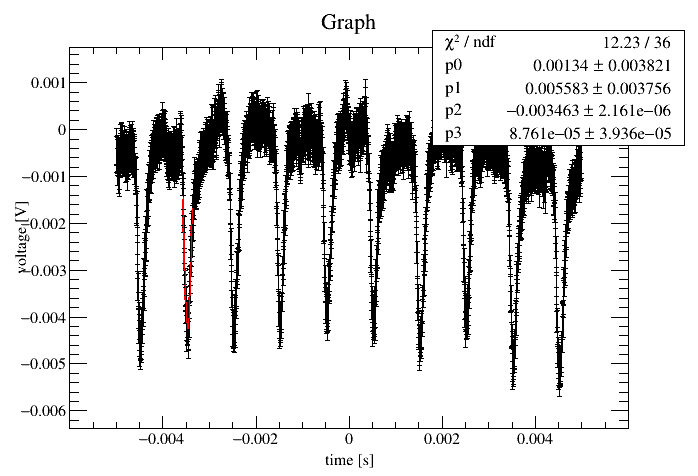 Graph
χ² / ndf 12.23 / 36
p0 0.00134 ± 0.003821
p1 0.005583 ± 0.003756
p2 −0.003463 ± 2.161e−06
p3 8.761e−05 ± 3.936e−05
0.001
0
−0.001
−0.002
−0.003
−0.004
−0.005
−0.006
voltage [V]
−0.004 −0.002 0 0.002 0.004
time [s]